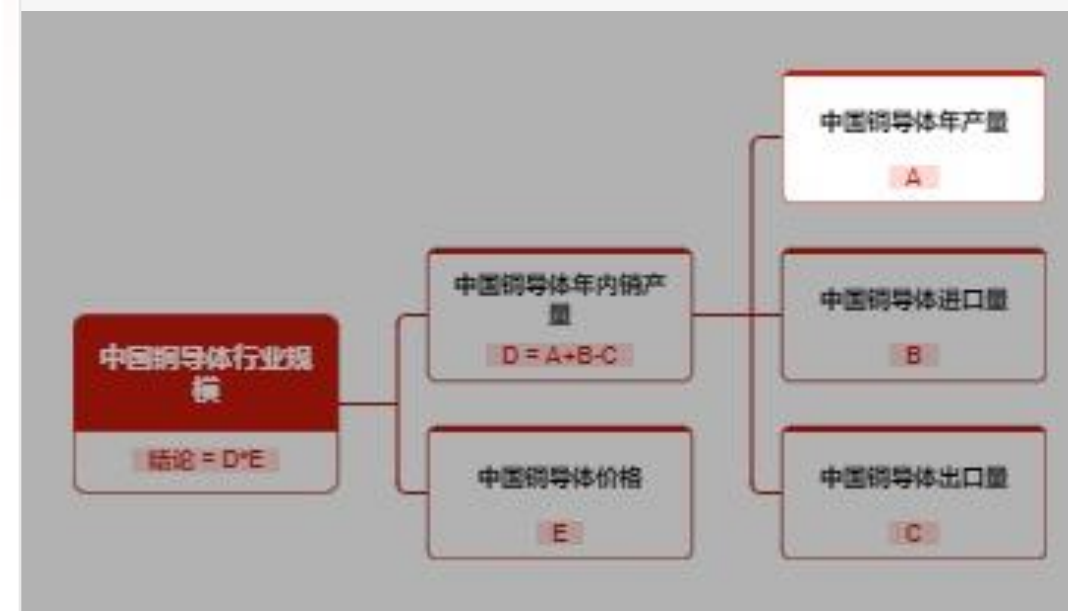 中国铜导体年产量
A
中国铜导体年内销产
量
D = A+B-C
中国铜导体进口量
B
中国铜导体行业规
模
结论 = D*E
中国铜导体价格
E
中国铜导体出口量
C